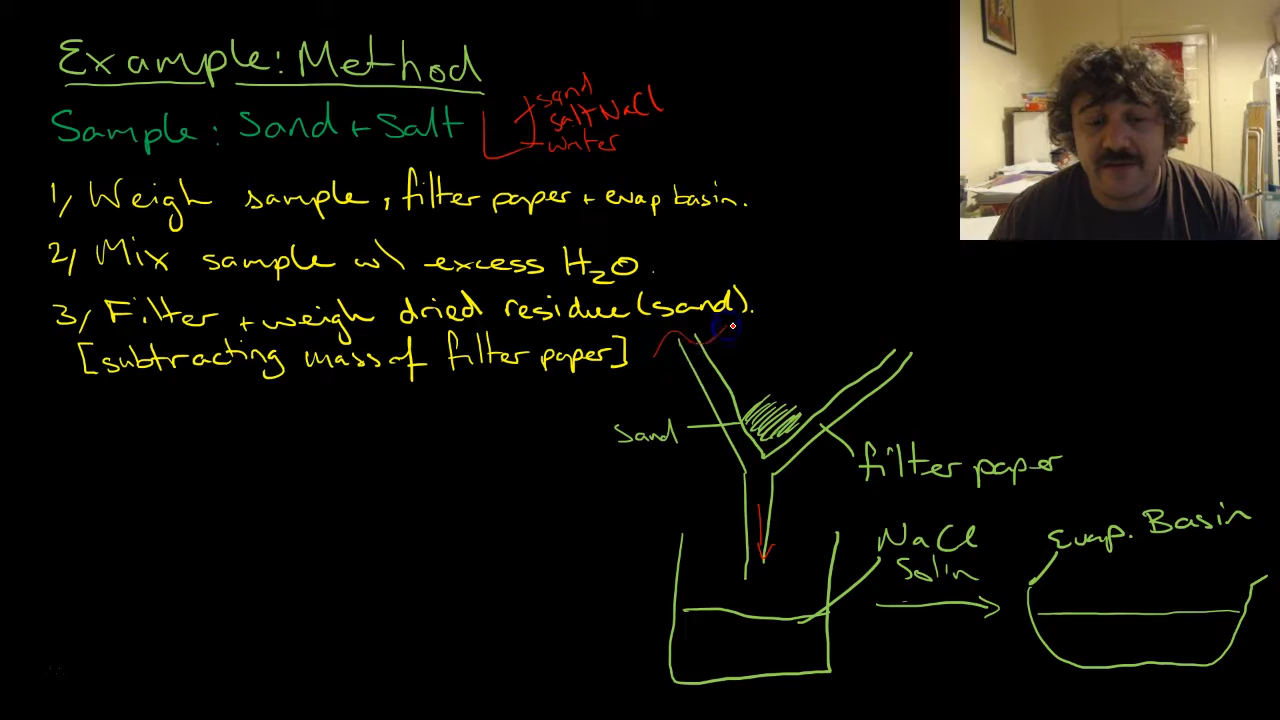 Example: Method
Sample: Sand + Salt
sand
salt NaCl
water
1, Weigh sample, filter paper + evap basin.
2, Mix sample w\ excess H2O.
3, Filter + weigh dried residue (sand).
[subtracting mass of filter paper]
Sand
filter paper
NaCl
Sol'n
Evap. Basin